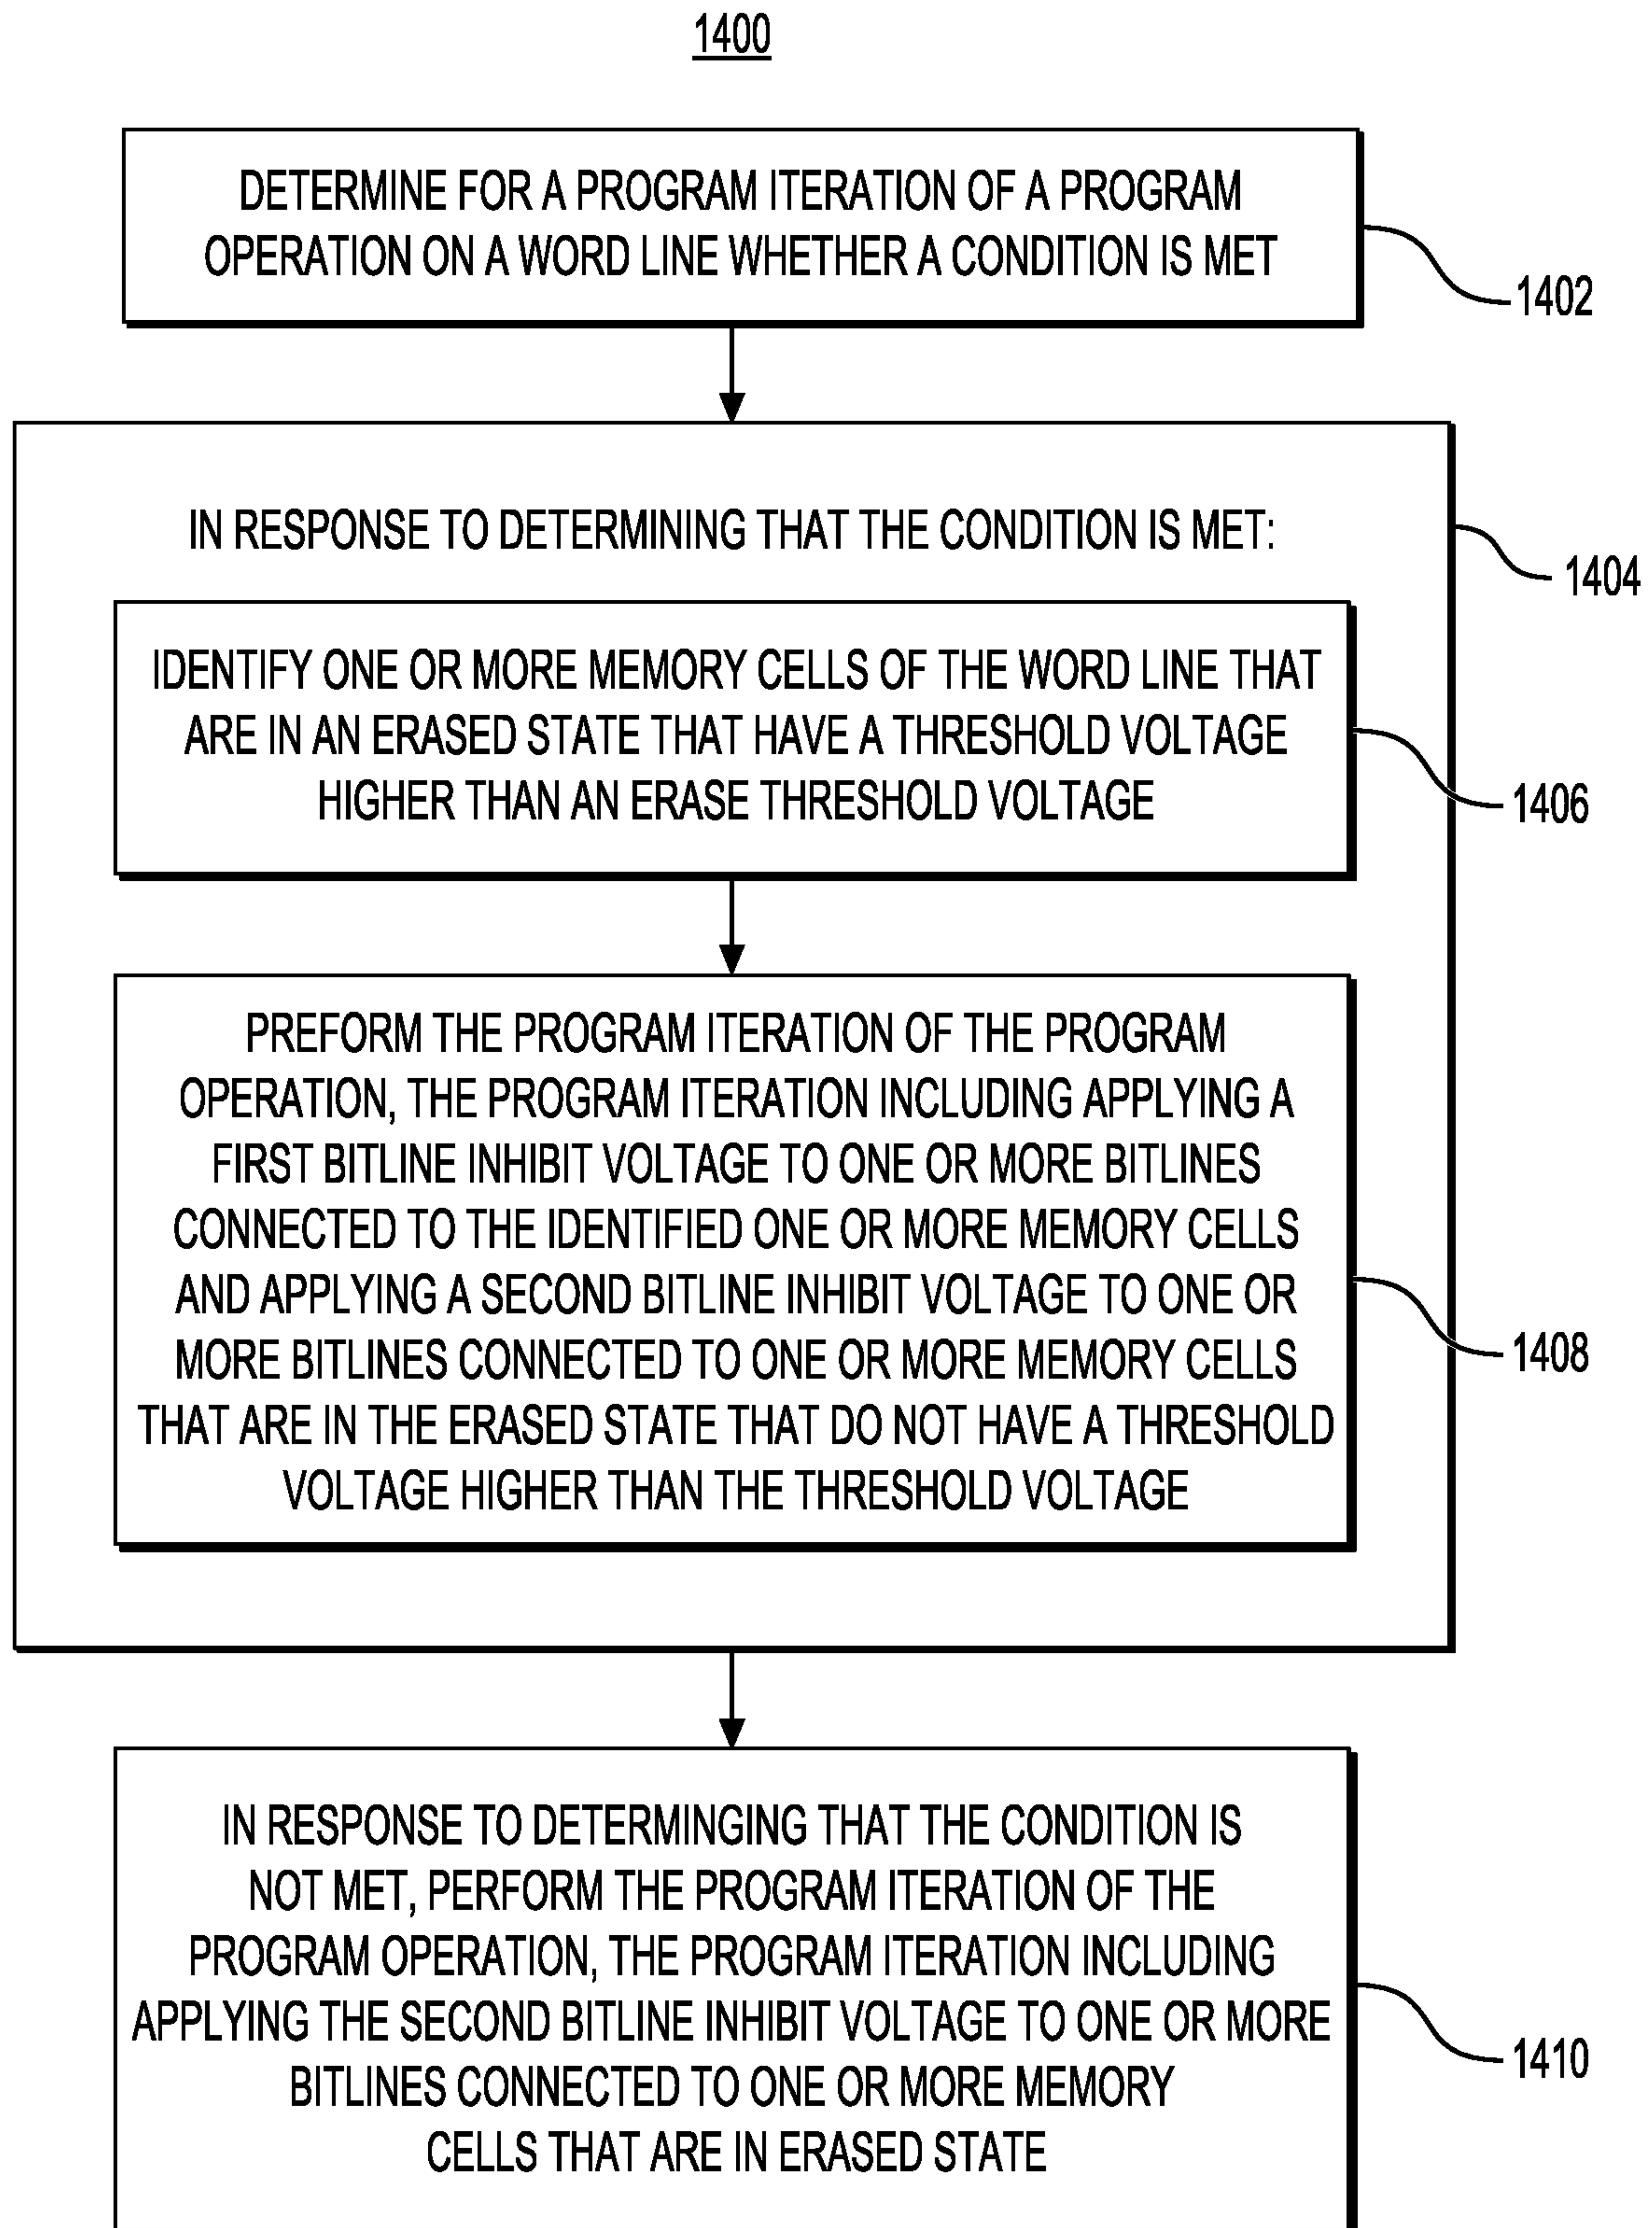 1400
DETERMINE FOR A PROGRAM ITERATION OF A PROGRAM
OPERATION ON A WORD LINE WHETHER A CONDITION IS MET
1402
IN RESPONSE TO DETERMINING THAT THE CONDITION IS MET:
1404
IDENTIFY ONE OR MORE MEMORY CELLS OF THE WORD LINE THAT
ARE IN AN ERASED STATE THAT HAVE A THRESHOLD VOLTAGE
HIGHER THAN AN ERASE THRESHOLD VOLTAGE
1406
PREFORM THE PROGRAM ITERATION OF THE PROGRAM
OPERATION, THE PROGRAM ITERATION INCLUDING APPLYING A
FIRST BITLINE INHIBIT VOLTAGE TO ONE OR MORE BITLINES
CONNECTED TO THE IDENTIFIED ONE OR MORE MEMORY CELLS
AND APPLYING A SECOND BITLINE INHIBIT VOLTAGE TO ONE OR
MORE BITLINES CONNECTED TO ONE OR MORE MEMORY CELLS
THAT ARE IN THE ERASED STATE THAT DO NOT HAVE A THRESHOLD
VOLTAGE HIGHER THAN THE THRESHOLD VOLTAGE
1408
IN RESPONSE TO DETERMINGING THAT THE CONDITION IS
NOT MET, PERFORM THE PROGRAM ITERATION OF THE
PROGRAM OPERATION, THE PROGRAM ITERATION INCLUDING
APPLYING THE SECOND BITLINE INHIBIT VOLTAGE TO ONE OR MORE
BITLINES CONNECTED TO ONE OR MORE MEMORY
CELLS THAT ARE IN ERASED STATE
1410